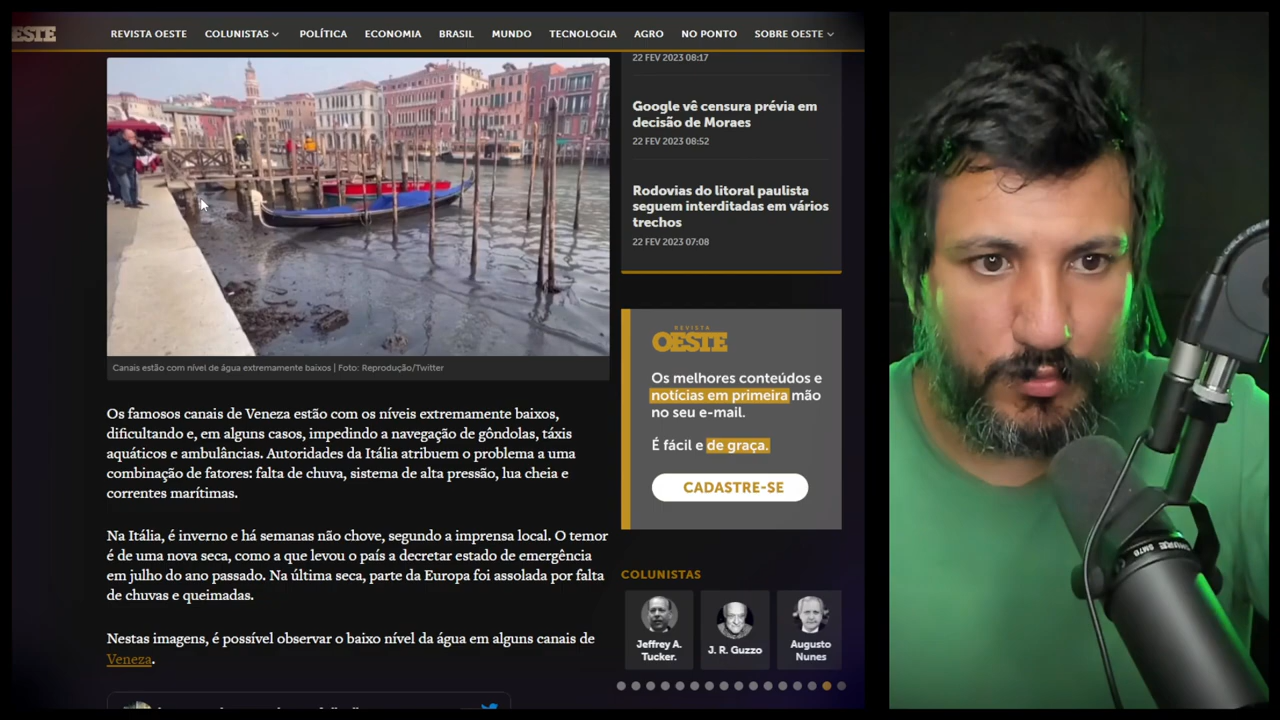 ESTE
REVISTA OESTE COLUNISTAS POLÍTICA ECONOMIA BRASIL MUNDO TECNOLOGIA AGRO NO PONTO SOBRE OESTE
Canais estão com nível de água extremamente baixos | Foto: Reprodução/Twitter
Os famosos canais de Veneza estão com os níveis extremamente baixos,
dificultando e, em alguns casos, impedindo a navegação de gôndolas, táxis
aquáticos e ambulâncias. Autoridades da Itália atribuem o problema a uma
combinação de fatores: falta de chuva, sistema de alta pressão, lua cheia e
correntes marítimas.
Na Itália, é inverno e há semanas não chove, segundo a imprensa local. O temor
é de uma nova seca, como a que levou o país a decretar estado de emergência
em julho do ano passado. Na última seca, parte da Europa foi assolada por falta
de chuvas e queimadas.
Nestas imagens, é possível observar o baixo nível da água em alguns canais de
Veneza.
22 FEV 2023 08:17
Google vê censura prévia em
decisão de Moraes
22 FEV 2023 08:52
Rodovias do litoral paulista
seguem interditadas em vários
trechos
22 FEV 2023 07:08
REVISTA
OESTE
Os melhores conteúdos e
notícias em primeira mão
no seu e-mail.
É fácil e de graça.
CADASTRE-SE
COLUNISTAS
Jeffrey A.
Tucker.
J. R. Guzzo
Augusto
Nunes
SHURE SM7B